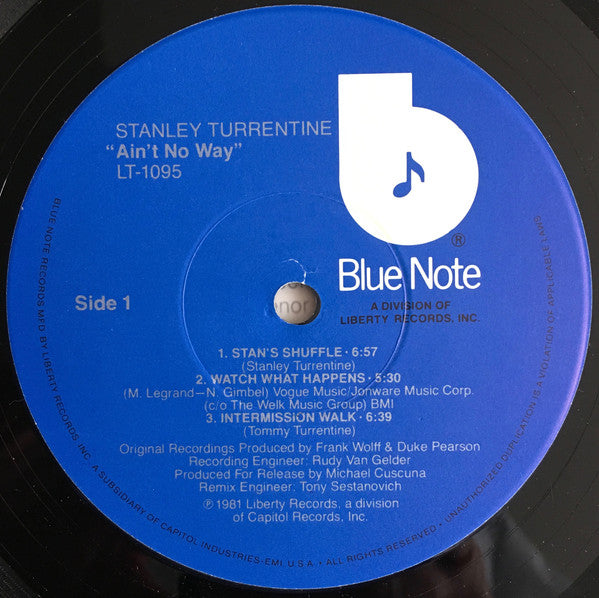 STANLEY TURRENTINE
"Ain't No Way"
LT-1095
®
Blue Note
A DIVISION OF
LIBERTY RECORDS, INC.
Side 1
onor
1. STAN'S SHUFFLE · 6:57
(Stanley Turrentine)
2. WATCH WHAT HAPPENS · 5:30
(M. Legrand—N. Gimbel) Vogue Music/Jonware Music Corp.
(c/o The Welk Music Group) BMI
3. INTERMISSION WALK · 6:39
(Tommy Turrentine)
Original Recordings Produced by Frank Wolff & Duke Pearson
Recording Engineer: Rudy Van Gelder
Produced For Release by Michael Cuscuna
Remix Engineer: Tony Sestanovich
℗ 1981 Liberty Records, a division
of Capitol Records, Inc.
BLUE NOTE RECORDS MFD. BY LIBERTY RECORDS, INC. A SUBSIDIARY OF CAPITOL INDUSTRIES-EMI, U.S.A. • ALL RIGHTS RESERVED • UNAUTHORIZED DUPLICATION IS A VIOLATION OF APPLICABLE LAWS